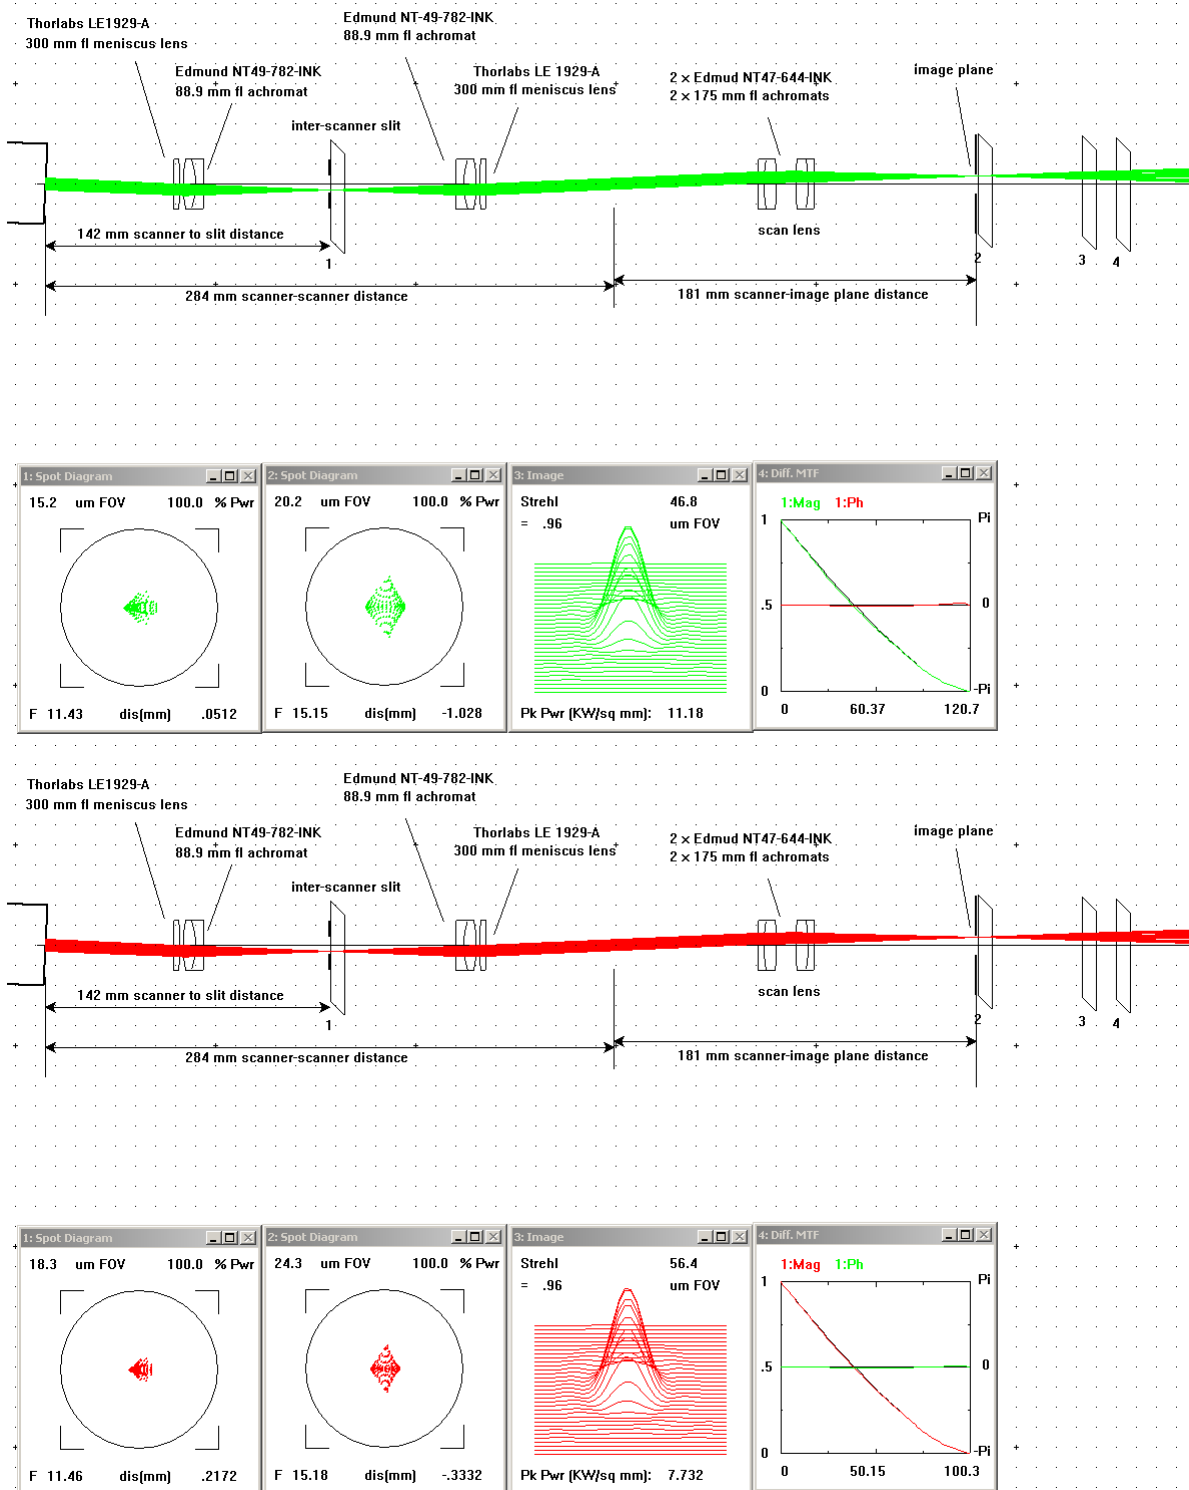 Thorlabs LE1929-A
300 mm fl meniscus lens
Edmund NT-49-782-INK
88.9 mm fl achromat
Edmund NT49-782-INK
88.9 mm fl achromat
Thorlabs LE 1929-A
300 mm fl meniscus lens
2 × Edmud NT47-644-INK
2 × 175 mm fl achromats
image plane
inter-scanner slit
scan lens
142 mm scanner to slit distance
1
2
3
4
284 mm scanner-scanner distance
181 mm scanner-image plane distance
1: Spot Diagram
15.2 um FOV 100.0 % Pwr
F 11.43 dis(mm) .0512
2: Spot Diagram
20.2 um FOV 100.0 % Pwr
F 15.15 dis(mm) -1.028
3: Image
Strehl 46.8
= .96 um FOV
Pk Pwr (KW/sq mm): 11.18
4: Diff. MTF
1:Mag 1:Ph
1 Pi
.5 0
0 -Pi
0 60.37 120.7
Thorlabs LE1929-A
300 mm fl meniscus lens
Edmund NT-49-782-INK
88.9 mm fl achromat
Edmund NT49-782-INK
88.9 mm fl achromat
Thorlabs LE 1929-A
300 mm fl meniscus lens
2 × Edmud NT47-644-INK
2 × 175 mm fl achromats
image plane
inter-scanner slit
scan lens
142 mm scanner to slit distance
1
2
3
4
284 mm scanner-scanner distance
181 mm scanner-image plane distance
1: Spot Diagram
18.3 um FOV 100.0 % Pwr
F 11.46 dis(mm) .2172
2: Spot Diagram
24.3 um FOV 100.0 % Pwr
F 15.18 dis(mm) -.3332
3: Image
Strehl 56.4
= .96 um FOV
Pk Pwr (KW/sq mm): 7.732
4: Diff. MTF
1:Mag 1:Ph
1 Pi
.5 0
0 -Pi
0 50.15 100.3